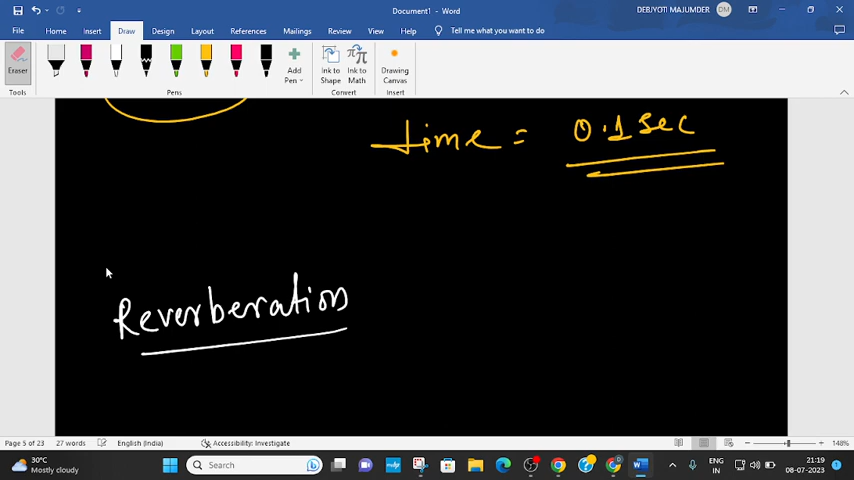 Document1 - Word
DEBJYOTI MAJUMDER
DM
File Home Insert Draw Design Layout References Mailings Review View Help Tell me what you want to do
Eraser
Add Pen
Ink to Shape
Ink to Math
Drawing Canvas
Tools
Pens
Convert
Insert
time = 0.1 sec
Reverberation
Page 5 of 23 27 words English (India) Accessibility: Investigate 148%
30°C
Mostly cloudy
Search
ENG
IN
21:19
08-07-2023